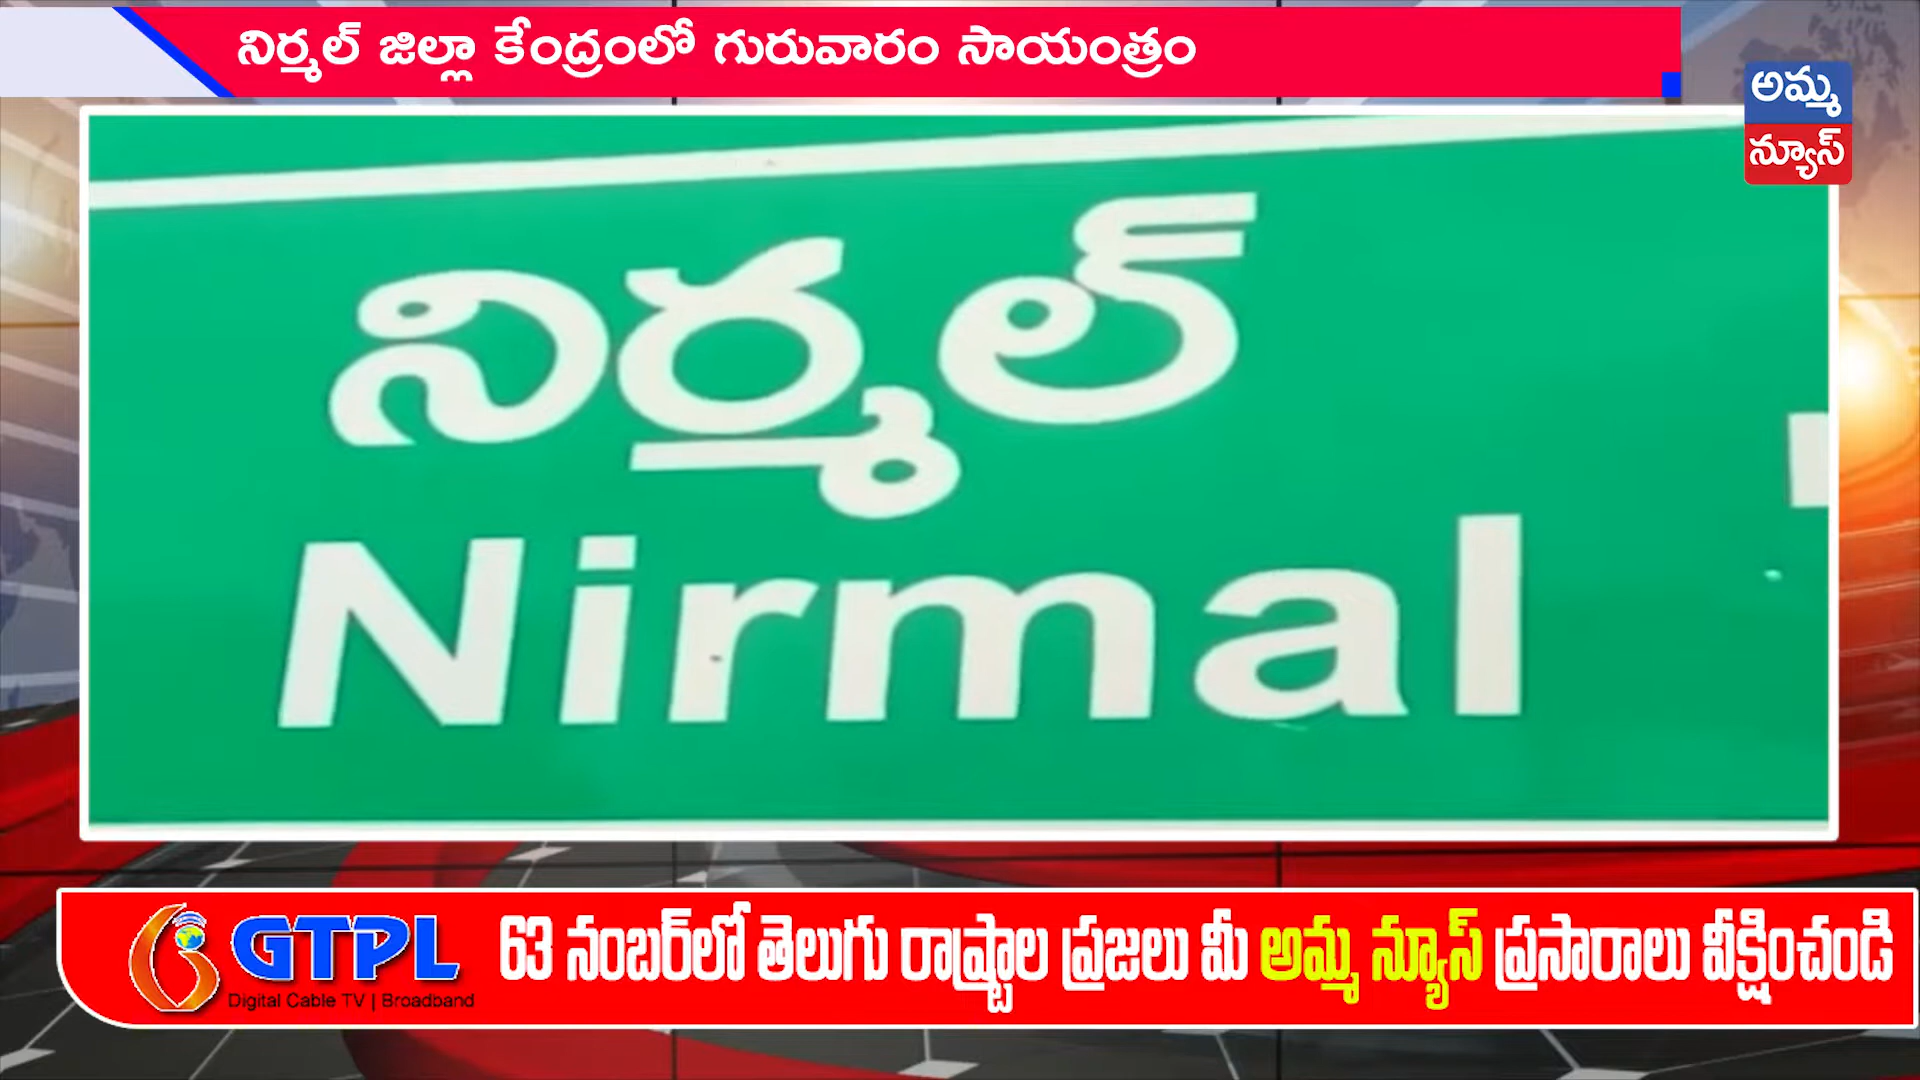 నిర్మల్ జిల్లా కేంద్రంలో గురువారం సాయంత్రం
అమ్మ
న్యూస్
నిర్మల్
Nirmal
GTPL
Digital Cable TV | Broadband
63 నంబర్‌లో తెలుగు రాష్ట్రాల ప్రజలు మీ అమ్మ న్యూస్ ప్రసారాలు వీక్షించండి